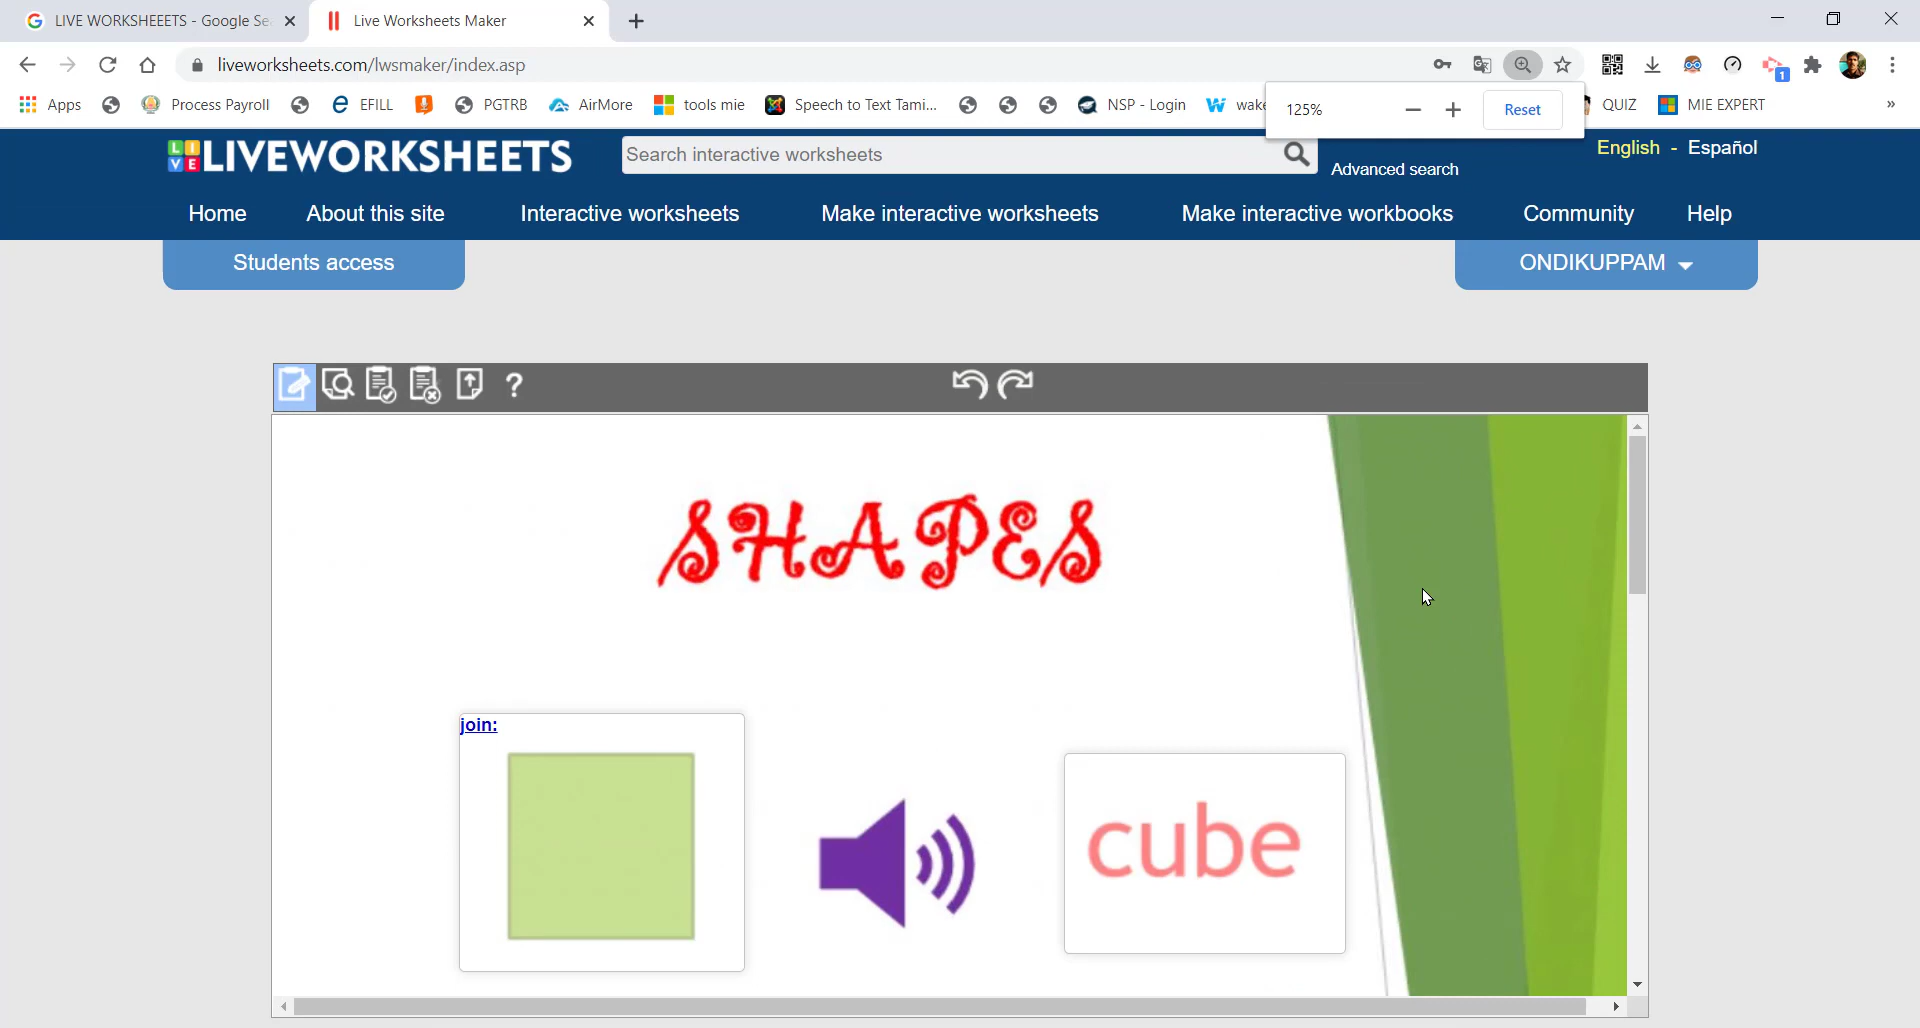 LIVE WORKSHEEETS - Google Se
Live Worksheets Maker
liveworksheets.com/lwsmaker/index.asp
1
Apps
Process Payroll
EFILL
PGTRB
AirMore
tools mie
Speech to Text Tami...
NSP - Login
wake
QUIZ
MIE EXPERT
»
125%
Reset
LIVE LIVEWORKSHEETS
Search interactive worksheets
Advanced search
English - Español
Home
About this site
Interactive worksheets
Make interactive worksheets
Make interactive workbooks
Community
Help
Students access
ONDIKUPPAM
?
SHAPES
join:
cube